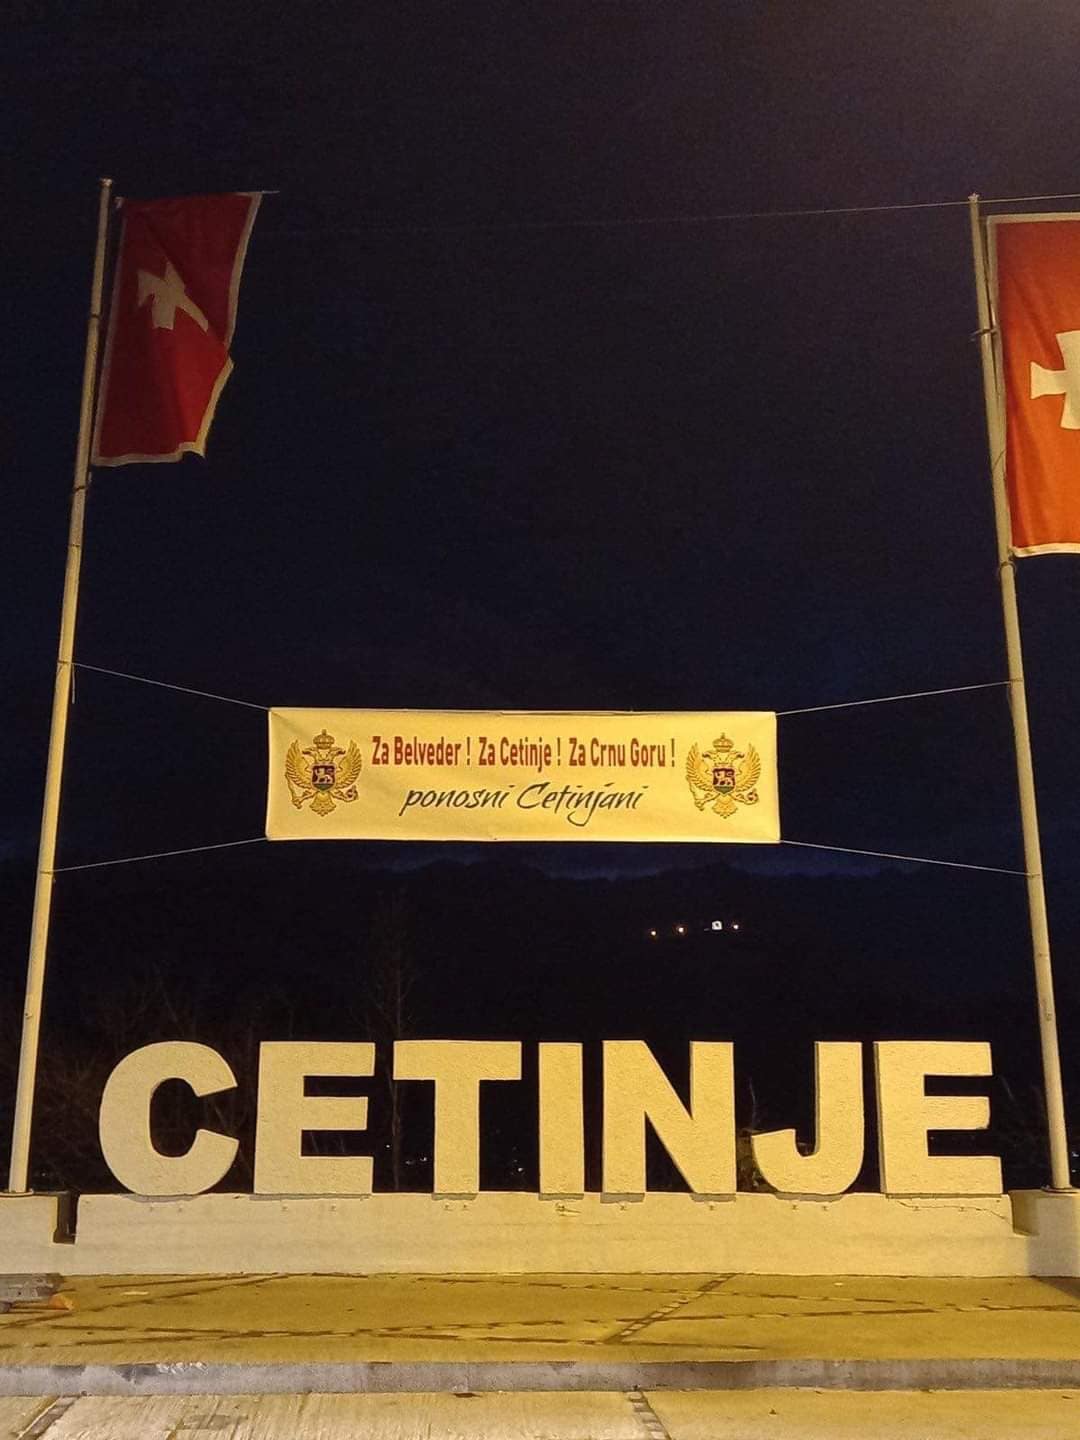 Za Belveder ! Za Cetinje ! Za Crnu Goru !
ponosni Cetinjani
CETINJE